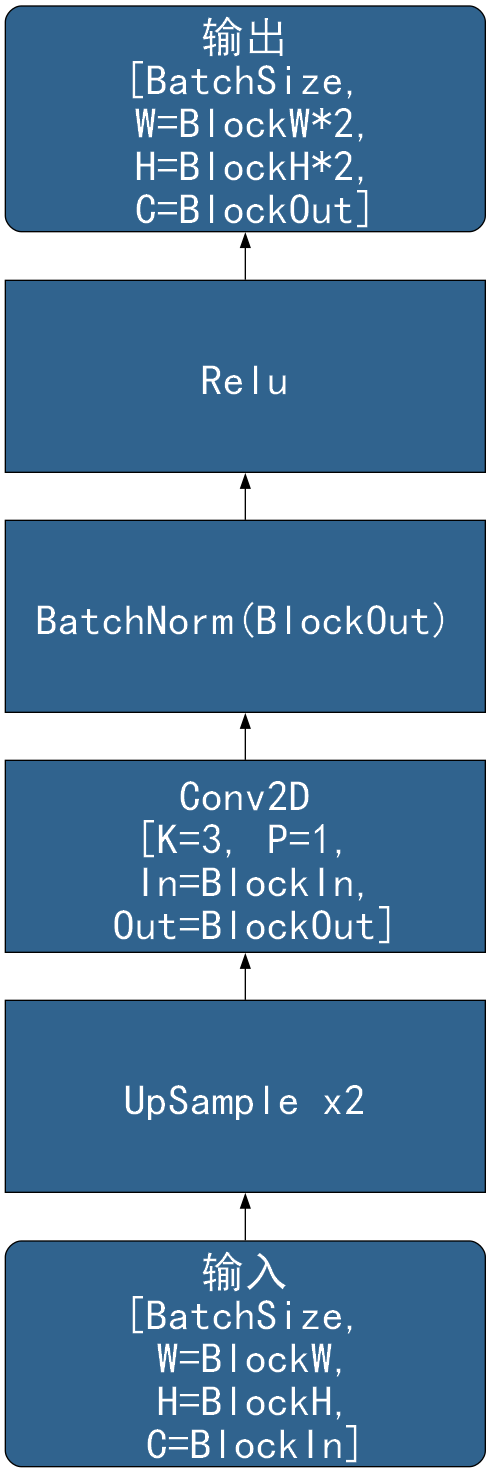 输出
[BatchSize,
W=BlockW*2,
H=BlockH*2,
C=BlockOut]
Relu
BatchNorm(BlockOut)
Conv2D
[K=3, P=1,
In=BlockIn,
Out=BlockOut]
UpSample x2
输入
[BatchSize,
W=BlockW,
H=BlockH,
C=BlockIn]